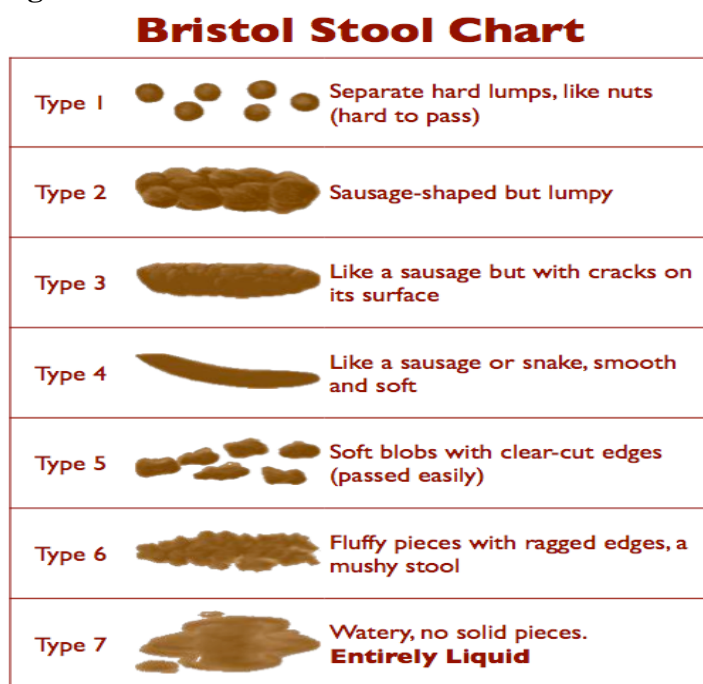 Bristol Stool Chart
Type 1
Separate hard lumps, like nuts
(hard to pass)
Type 2
Sausage-shaped but lumpy
Type 3
Like a sausage but with cracks on
its surface
Type 4
Like a sausage or snake, smooth
and soft
Type 5
Soft blobs with clear-cut edges
(passed easily)
Type 6
Fluffy pieces with ragged edges, a
mushy stool
Type 7
Watery, no solid pieces.
Entirely Liquid